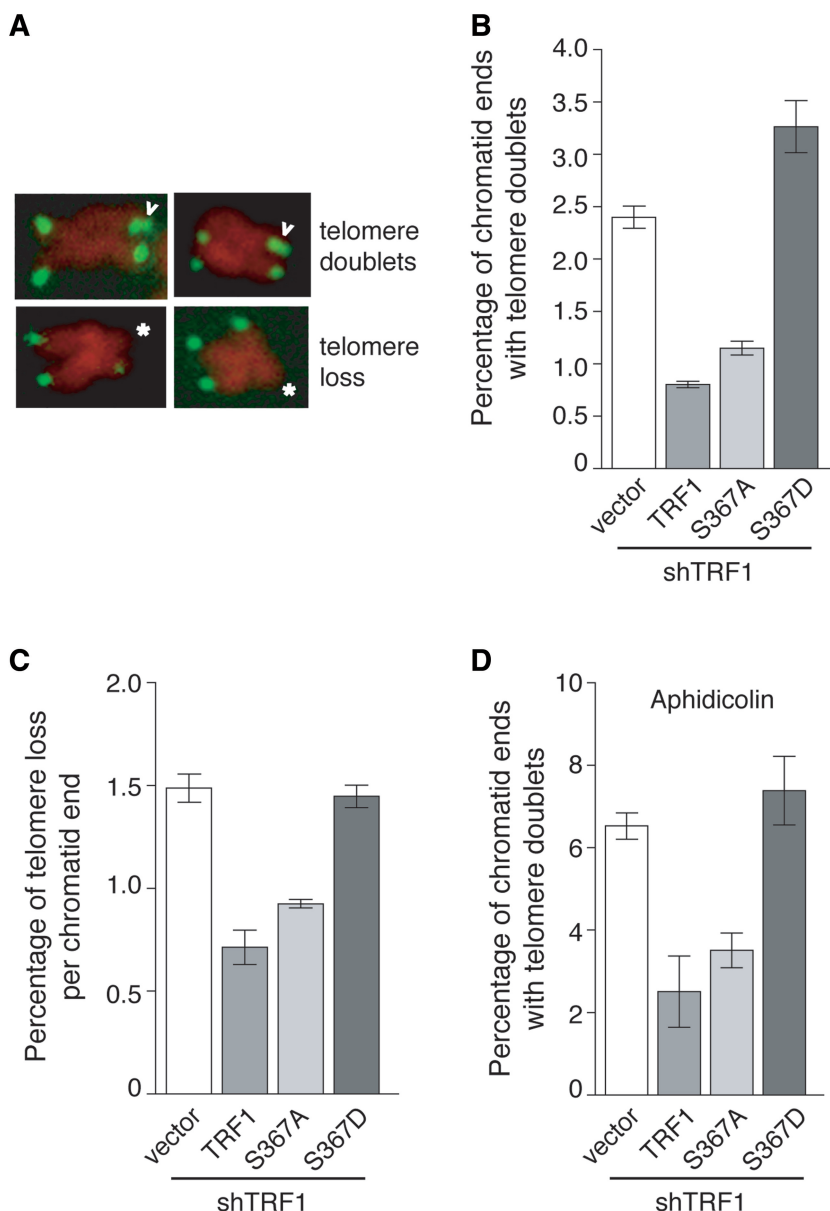 A
telomere
doublets
telomere
loss
*
*
B
Percentage of chromatid ends
with telomere doublets
4.0
3.5
3.0
2.5
2.0
1.5
1.0
0.5
0
vector
TRF1
S367A
S367D
shTRF1
C
Percentage of telomere loss
per chromatid end
2.0
1.5
1.0
0.5
0
vector
TRF1
S367A
S367D
shTRF1
D
Aphidicolin
Percentage of chromatid ends
with telomere doublets
10
8
6
4
2
0
vector
TRF1
S367A
S367D
shTRF1